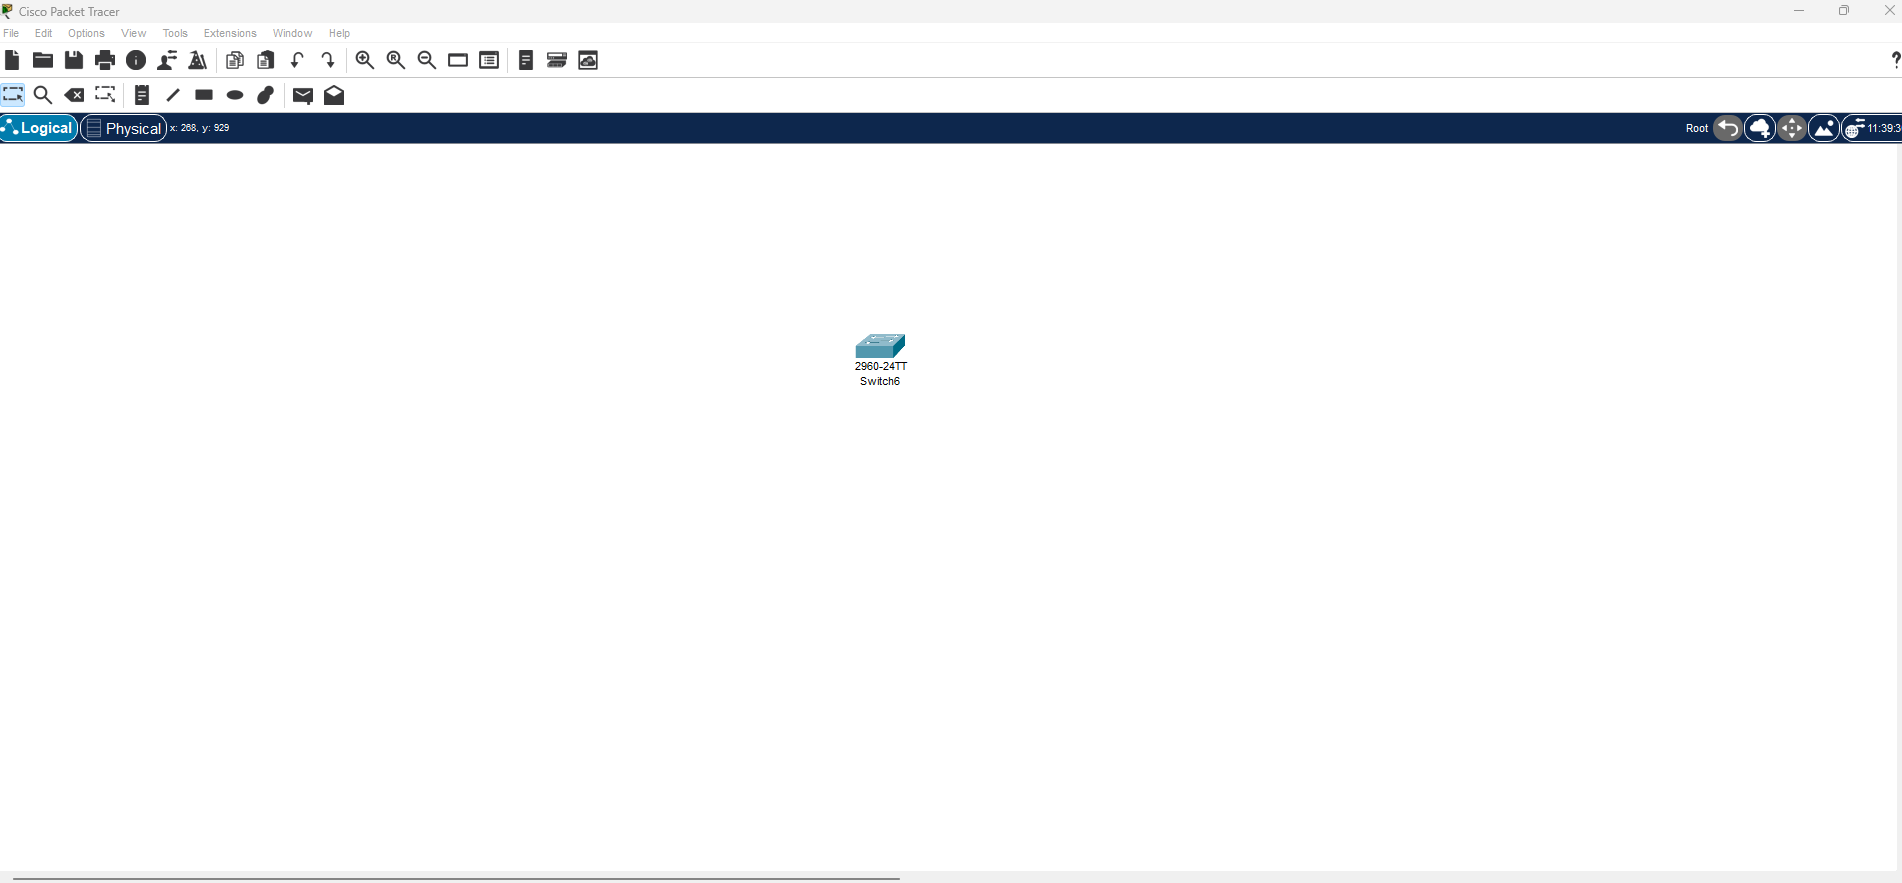 Cisco Packet Tracer
File Edit Options View Tools Extensions Window Help
Logical Physical x: 268, y: 929 Root 11:39:3
2960-24TT
Switch6